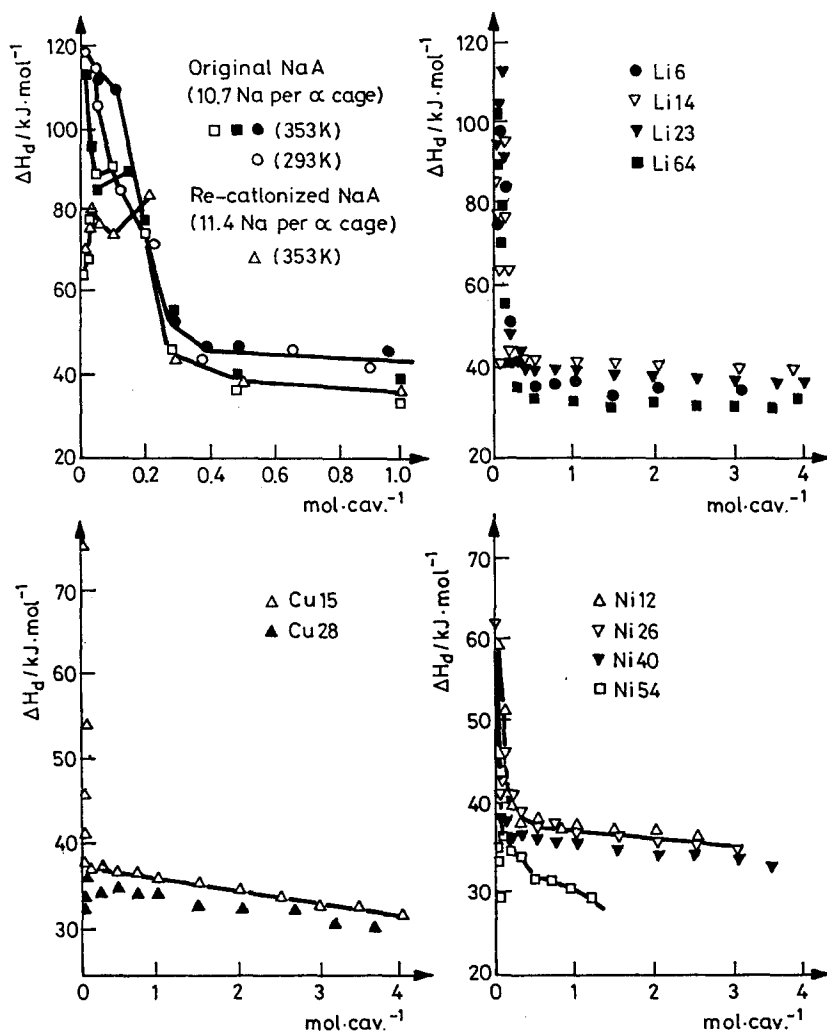 ΔH_d / kJ·mol⁻¹
120
100
80
60
40
20
0
0.2
0.4
0.6
0.8
1.0
mol·cav.⁻¹
Original NaA
(10.7 Na per α cage)
□ ■ ● (353K)
○ (293K)
Re-cationized NaA
(11.4 Na per α cage)
△ (353K)
ΔH_d / kJ·mol⁻¹
120
100
80
60
40
20
0
1
2
3
4
mol·cav.⁻¹
● Li6
▽ Li14
▼ Li23
■ Li64
ΔH_d / kJ·mol⁻¹
70
60
50
40
30
0
1
2
3
4
mol·cav.⁻¹
△ Cu15
▲ Cu28
ΔH_d / kJ·mol⁻¹
70
60
50
40
30
20
0
1
2
3
4
mol·cav.⁻¹
△ Ni12
▽ Ni26
▼ Ni40
□ Ni54